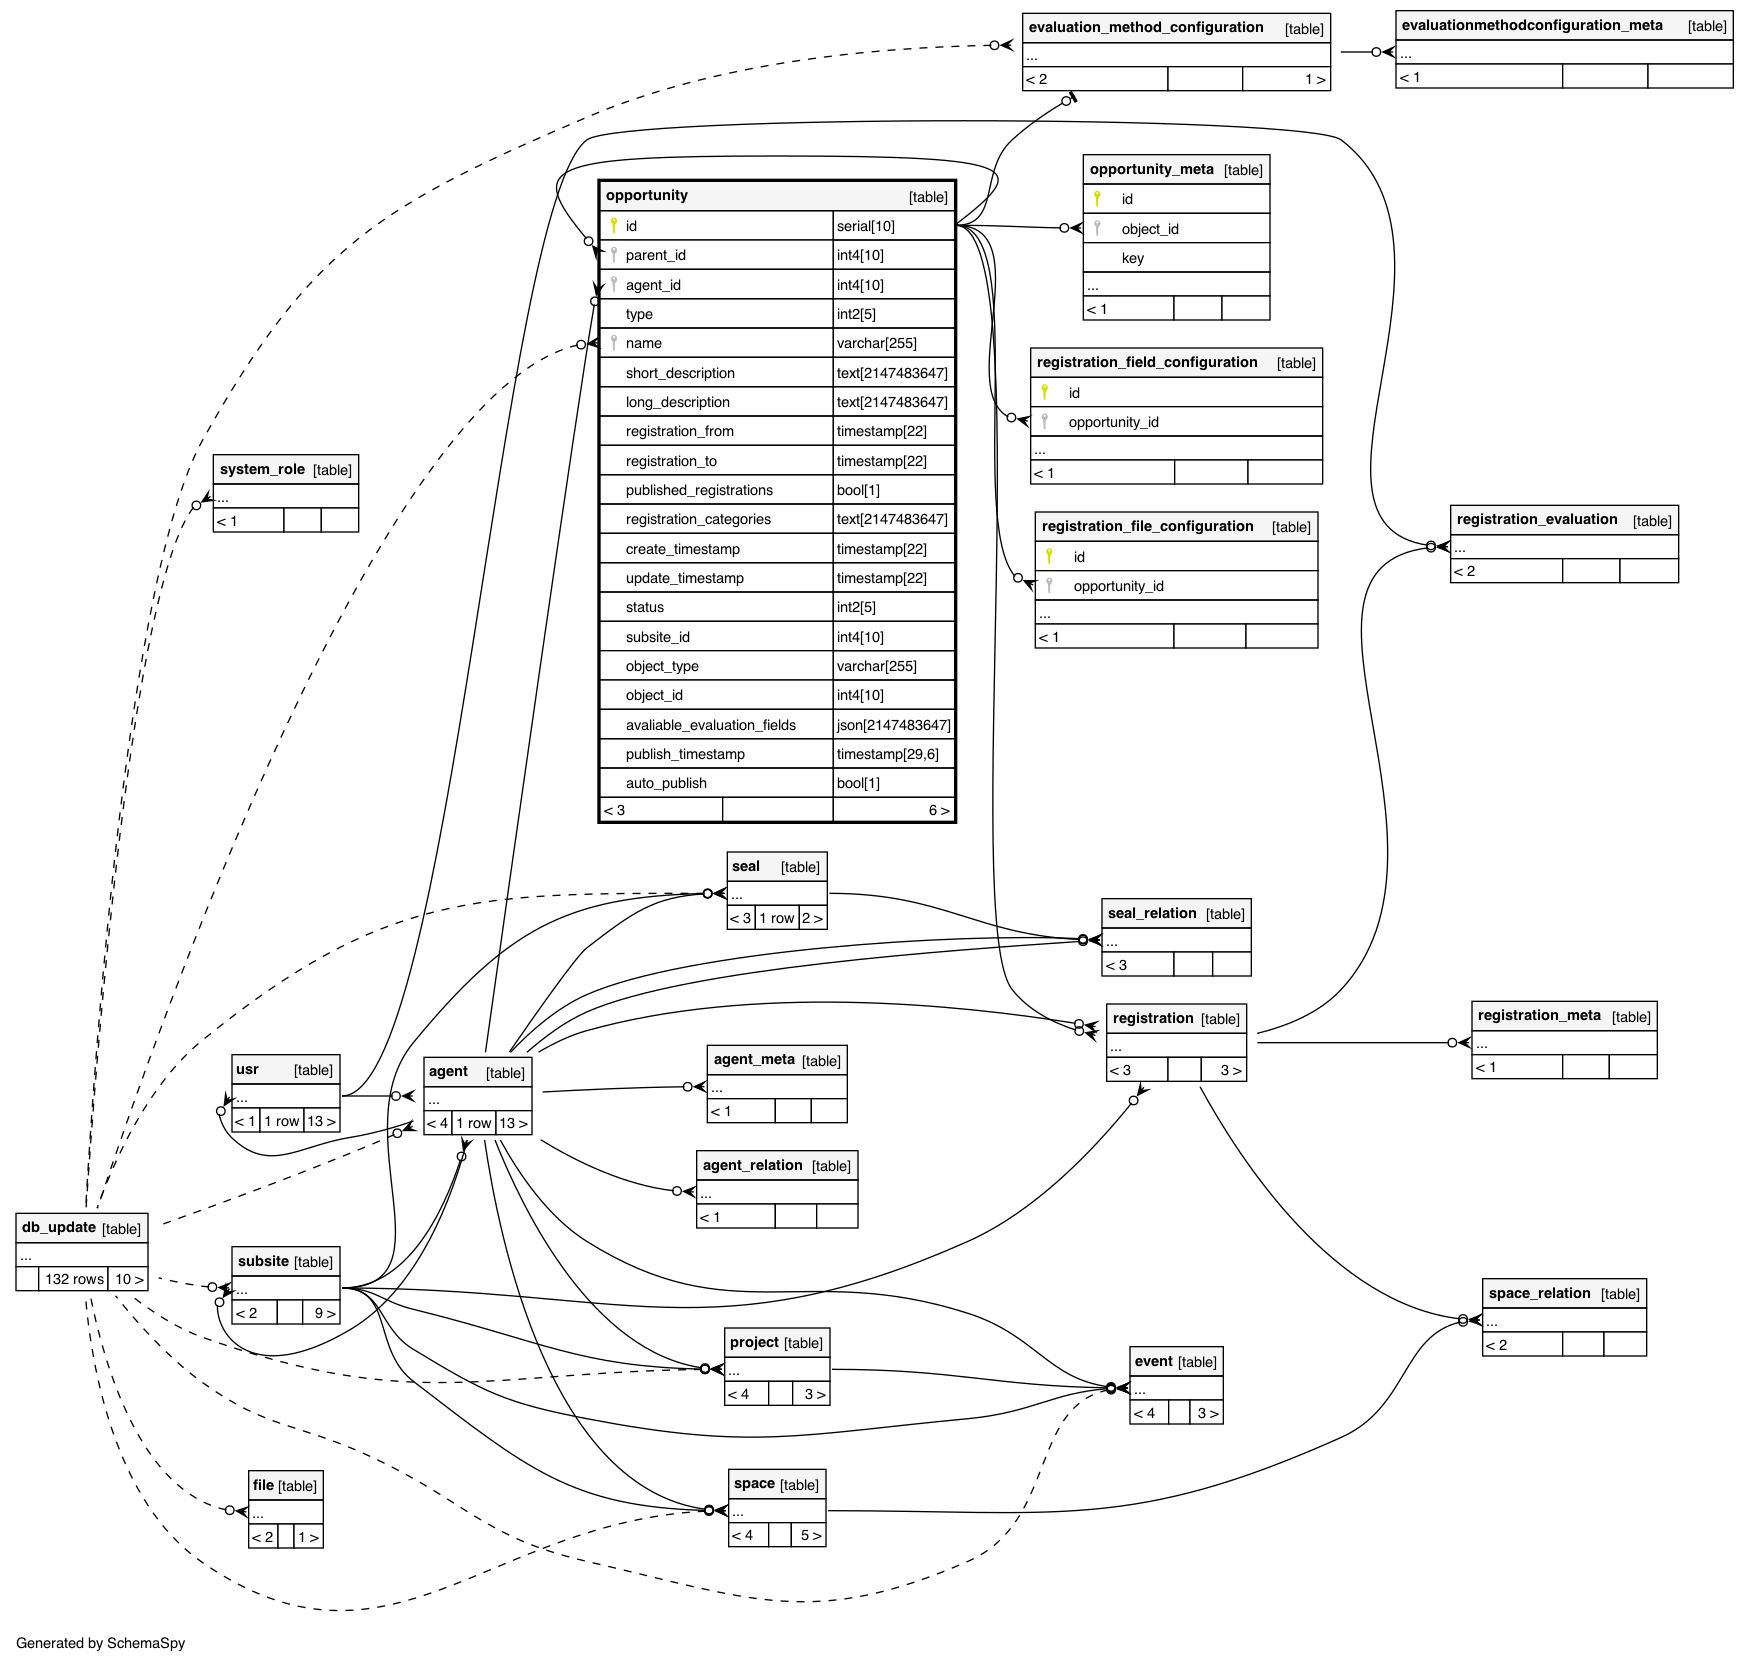 evaluation_method_configuration [table]
...
< 2 1 >
evaluationmethodconfiguration_meta [table]
...
< 1
opportunity [table]
id serial[10]
parent_id int4[10]
agent_id int4[10]
type int2[5]
name varchar[255]
short_description text[2147483647]
long_description text[2147483647]
registration_from timestamp[22]
registration_to timestamp[22]
published_registrations bool[1]
registration_categories text[2147483647]
create_timestamp timestamp[22]
update_timestamp timestamp[22]
status int2[5]
subsite_id int4[10]
object_type varchar[255]
object_id int4[10]
avaliable_evaluation_fields json[2147483647]
publish_timestamp timestamp[29,6]
auto_publish bool[1]
< 3 6 >
opportunity_meta [table]
id
object_id
key
...
< 1
registration_field_configuration [table]
id
opportunity_id
...
< 1
system_role [table]
...
< 1
registration_file_configuration [table]
id
opportunity_id
...
< 1
registration_evaluation [table]
...
< 2
seal [table]
...
< 3 1 row 2 >
seal_relation [table]
...
< 3
registration [table]
...
< 3 3 >
registration_meta [table]
...
< 1
usr [table]
...
< 1 1 row 13 >
agent [table]
...
< 4 1 row 13 >
agent_meta [table]
...
< 1
agent_relation [table]
...
< 1
db_update [table]
...
132 rows 10 >
subsite [table]
...
< 2 9 >
space_relation [table]
...
< 2
project [table]
...
< 4 3 >
event [table]
...
< 4 3 >
file [table]
...
< 2 1 >
space [table]
...
< 4 5 >
Generated by SchemaSpy